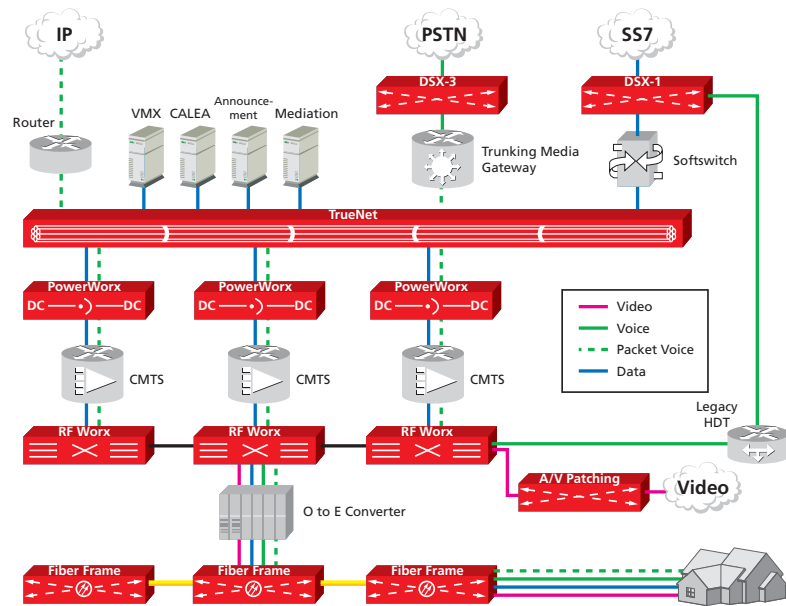 IP
PSTN
SS7
DSX-3
DSX-1
VMX
CALEA
Announce-
ment
Mediation
Router
Trunking Media
Gateway
Softswitch
TrueNet
PowerWorx
PowerWorx
PowerWorx
DC
DC
DC
DC
DC
DC
Video
Voice
Packet Voice
Data
CMTS
CMTS
CMTS
Legacy
HDT
RF Worx
RF Worx
RF Worx
A/V Patching
Video
O to E Converter
Fiber Frame
Fiber Frame
Fiber Frame